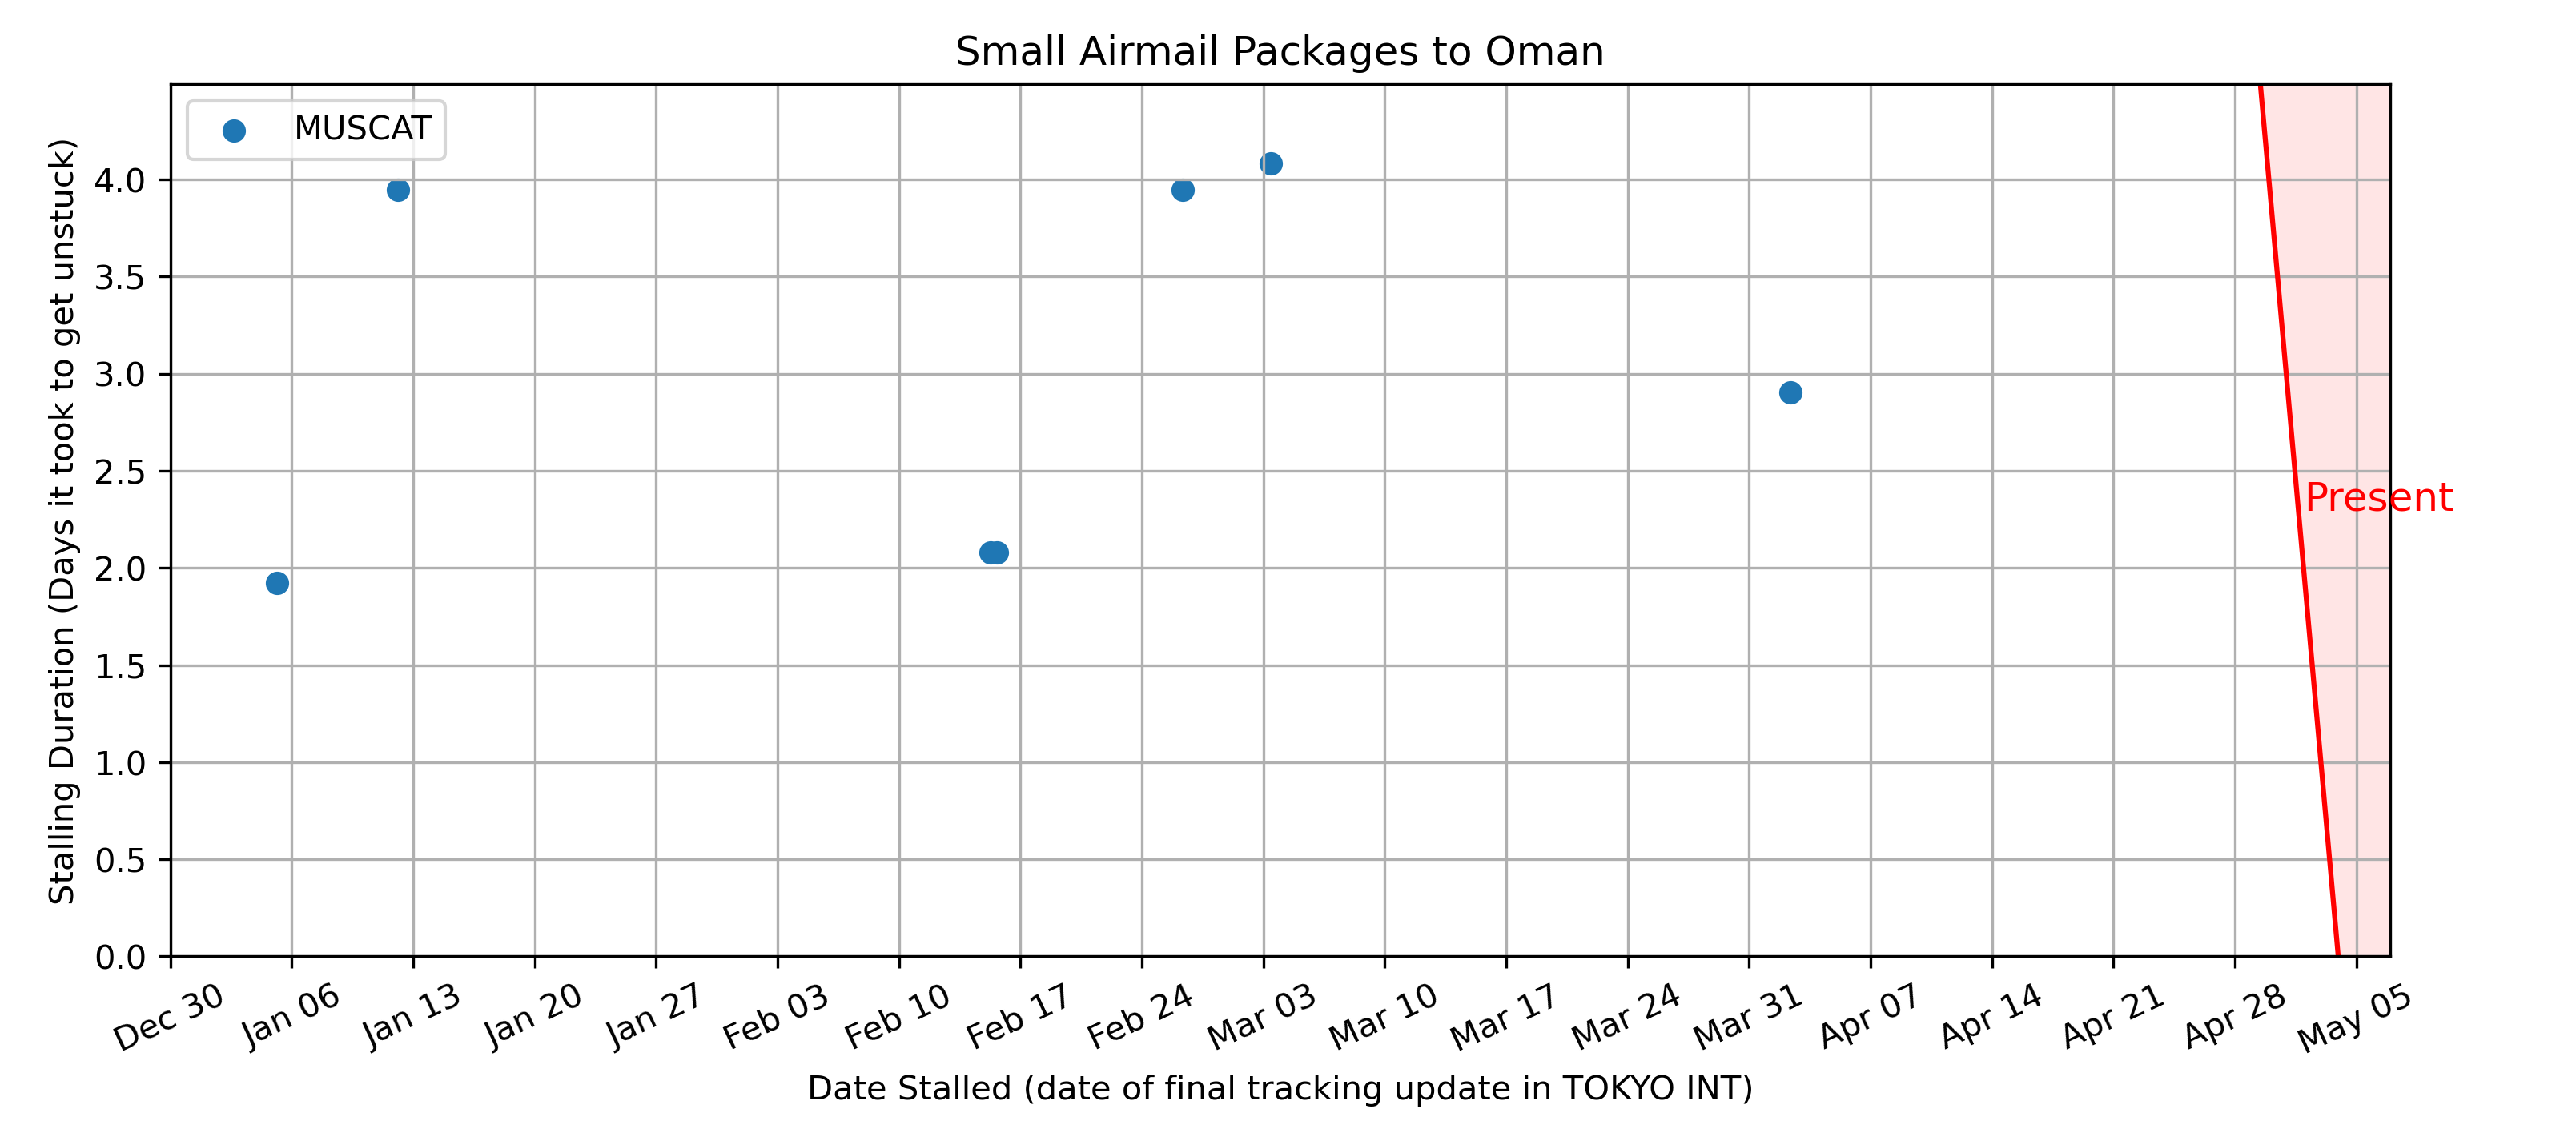 Small Airmail Packages to Oman
MUSCAT
Stalling Duration (Days it took to get unstuck)
4.0
3.5
3.0
2.5
2.0
1.5
1.0
0.5
0.0
Present
Dec 30 Jan 06 Jan 13 Jan 20 Jan 27 Feb 03 Feb 10 Feb 17 Feb 24 Mar 03 Mar 10 Mar 17 Mar 24 Mar 31 Apr 07 Apr 14 Apr 21 Apr 28 May 05
Date Stalled (date of final tracking update in TOKYO INT)